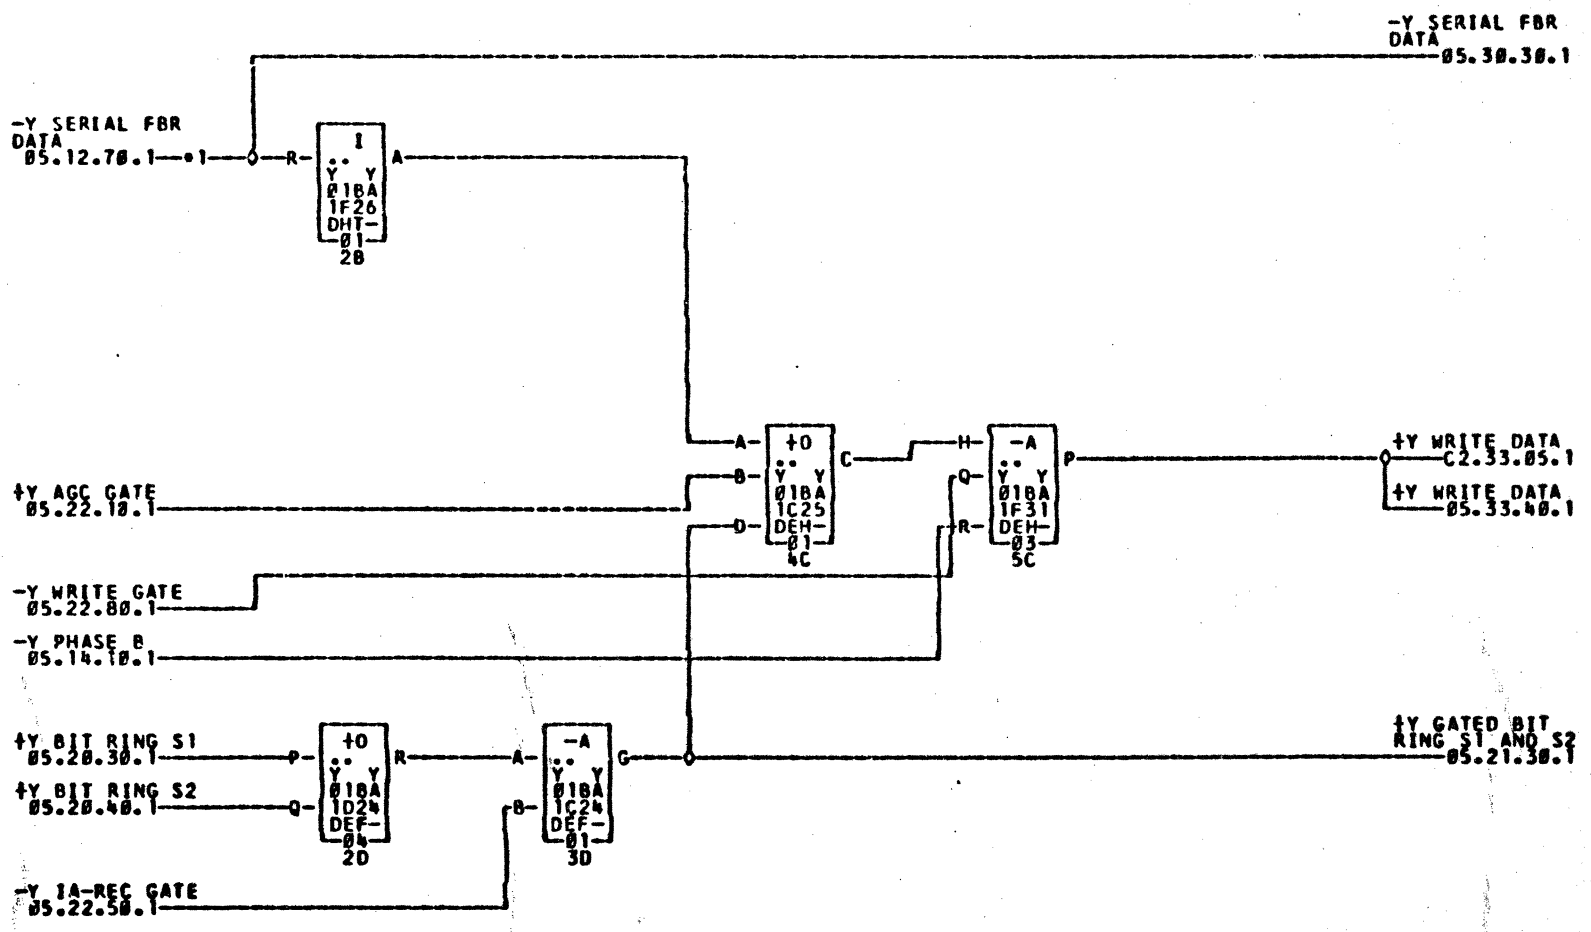 -Y SERIAL FBR
DATA
05.30.30.1
-Y SERIAL FBR
DATA
05.12.70.1 *1 R
I
A
Y Y
01BA
1F26
DHT-
01
2B
A
+O
C
B
Y Y
01BA
1C25
D
DEH-
01
4C
H
-A
P
Q
Y Y
01BA
1F31
R
DEH-
03
5C
+Y WRITE DATA
C2.33.05.1
+Y WRITE DATA
05.33.40.1
+Y AGC GATE
05.22.10.1
-Y WRITE GATE
05.22.80.1
-Y PHASE B
05.14.10.1
+Y BIT RING S1
05.20.30.1
P
+Y BIT RING S2
05.20.40.1
Q
+O
R
Y Y
01BA
1D24
DEF-
04
2D
A
-A
G
Y Y
01BA
B
1C24
DEF-
01
3D
+Y GATED BIT
RING S1 AND S2
05.21.30.1
-Y IA-REC GATE
05.22.50.1